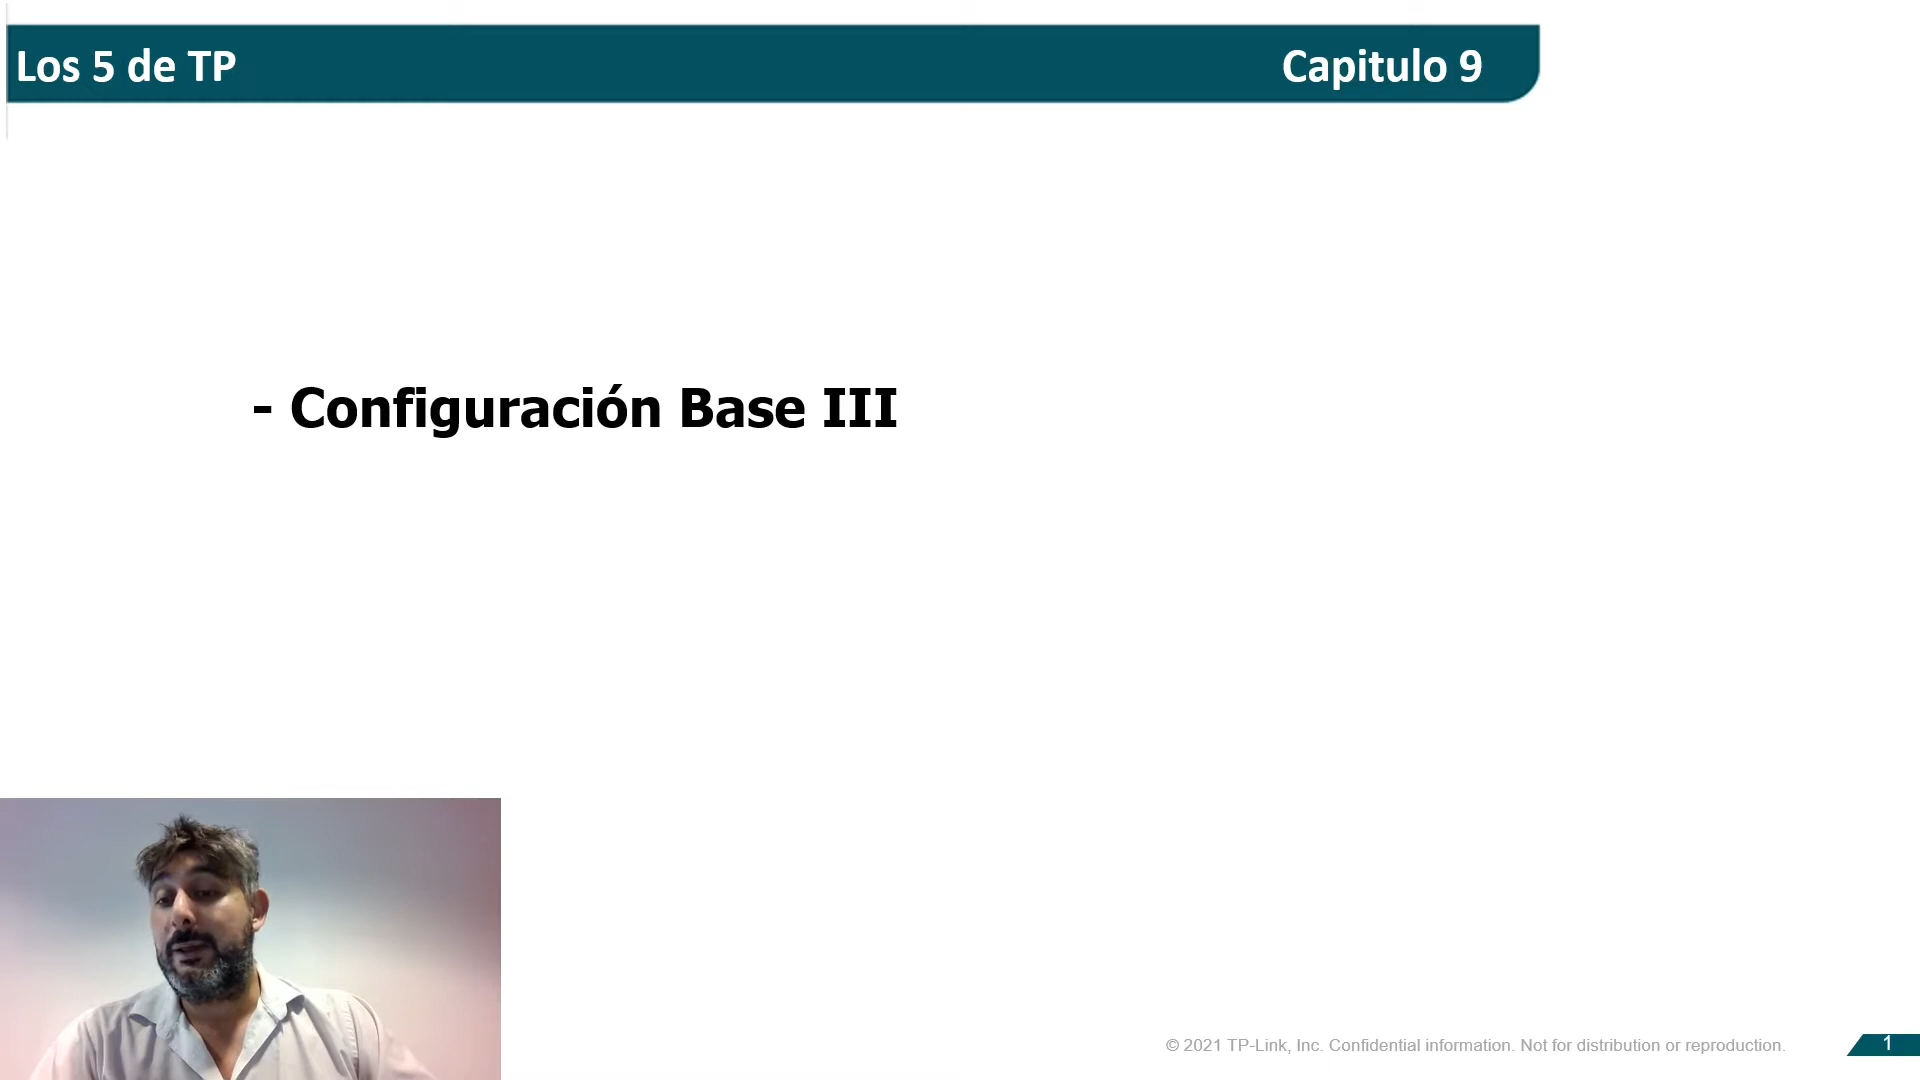 Los 5 de TP
Capitulo 9
- Configuración Base III
© 2021 TP-Link, Inc. Confidential information. Not for distribution or reproduction.
1